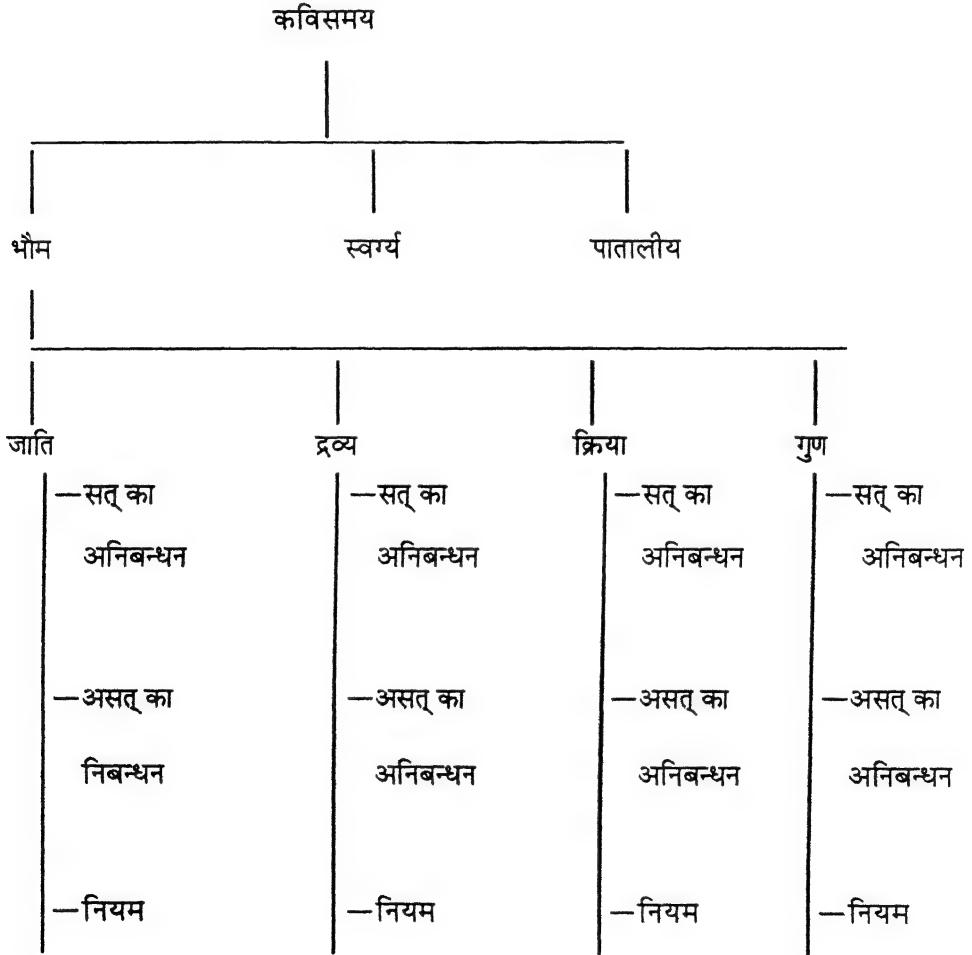 कविसमय
भौम स्वर्ग्य पातालीय
जाति द्रव्य क्रिया गुण
—सत् का —सत् का —सत् का —सत् का
अनिबन्धन अनिबन्धन अनिबन्धन अनिबन्धन
—असत् का —असत् का —असत् का —असत् का
निबन्धन अनिबन्धन अनिबन्धन अनिबन्धन
—नियम —नियम —नियम —नियम